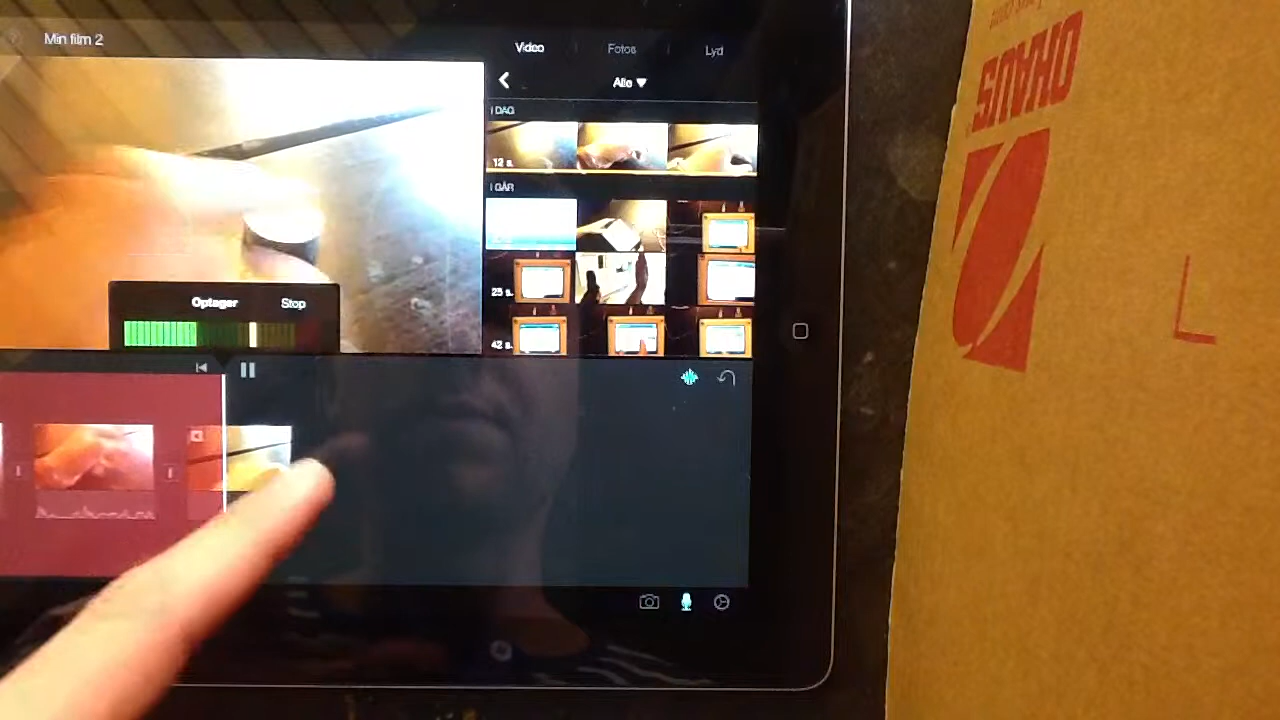 Min film 2
Video
Fotos
Lyd
Alle ▼
I DAG
12 s.
I GÅR
25 s.
42 s.
Optager
Stop
OHAUS